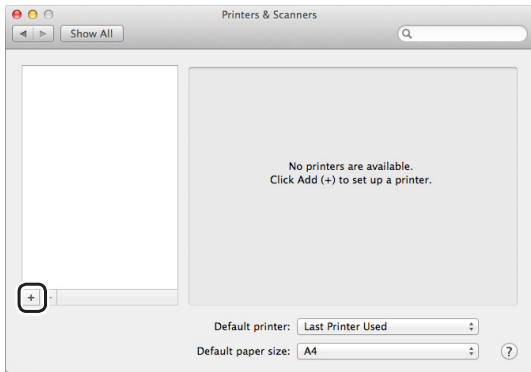 Printers & Scanners
Show All
No printers are available.
Click Add (+) to set up a printer.
+ -
Default printer: Last Printer Used
Default paper size: A4 ?